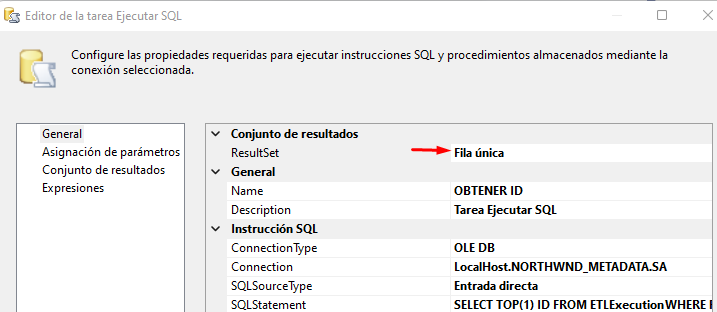 Editor de la tarea Ejecutar SQL
Configure las propiedades requeridas para ejecutar instrucciones SQL y procedimientos almacenados mediante la
conexión seleccionada.
General
Asignación de parámetros
Conjunto de resultados
Expresiones
Conjunto de resultados
ResultSet Fila única
General
Name OBTENER ID
Description Tarea Ejecutar SQL
Instrucción SQL
ConnectionType OLE DB
Connection LocalHost.NORTHWND_METADATA.SA
SQLSourceType Entrada directa
SQLStatement SELECT TOP(1) ID FROM ETLExecution WHERE